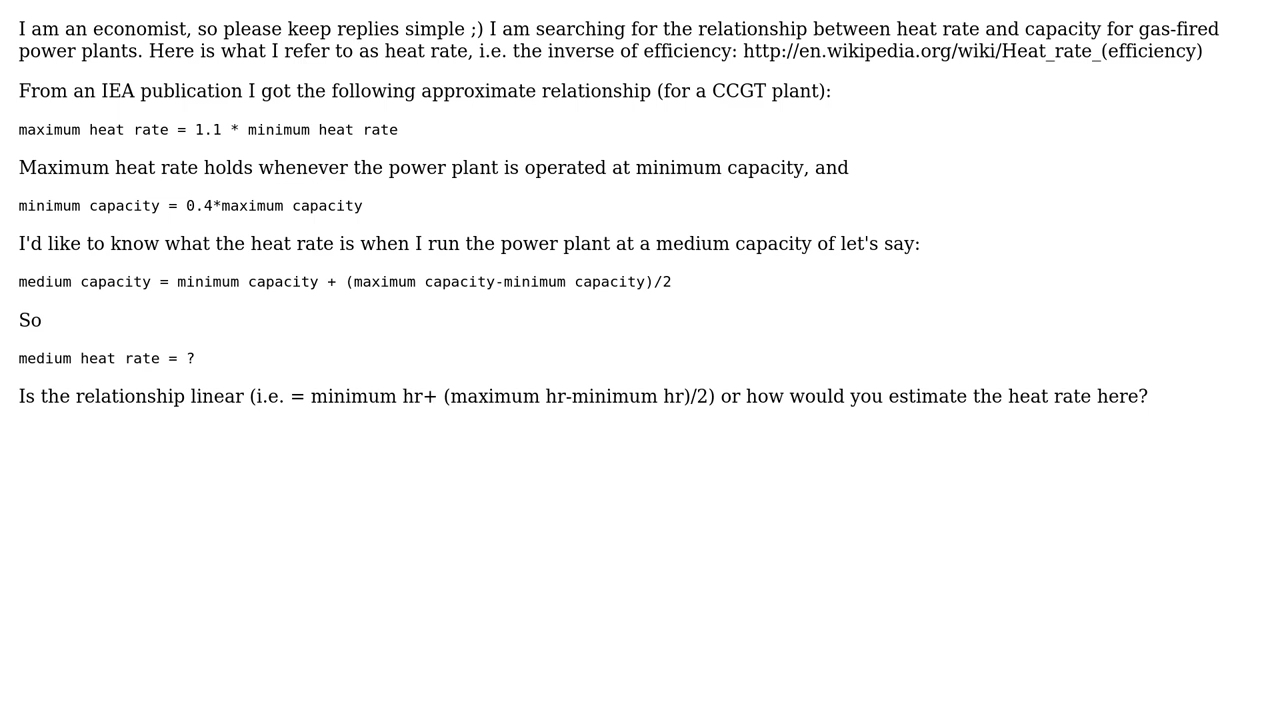 I am an economist, so please keep replies simple ;) I am searching for the relationship between heat rate and capacity for gas-fired
power plants. Here is what I refer to as heat rate, i.e. the inverse of efficiency: http://en.wikipedia.org/wiki/Heat_rate_(efficiency)
From an IEA publication I got the following approximate relationship (for a CCGT plant):
maximum heat rate = 1.1 * minimum heat rate
Maximum heat rate holds whenever the power plant is operated at minimum capacity, and
minimum capacity = 0.4*maximum capacity
I'd like to know what the heat rate is when I run the power plant at a medium capacity of let's say:
medium capacity = minimum capacity + (maximum capacity-minimum capacity)/2
So
medium heat rate = ?
Is the relationship linear (i.e. = minimum hr+ (maximum hr-minimum hr)/2) or how would you estimate the heat rate here?